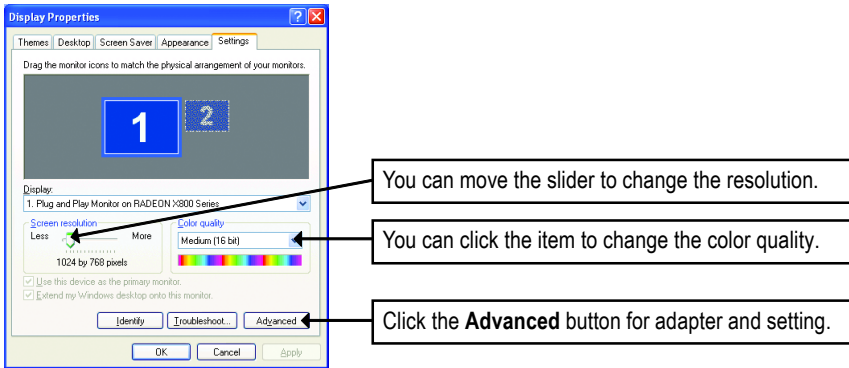 Display Properties
Themes Desktop Screen Saver Appearance Settings
Drag the monitor icons to match the physical arrangement of your monitors.
1 2
Display:
1. Plug and Play Monitor on RADEON X800 Series
Screen resolution
Less More
1024 by 768 pixels
Color quality
Medium (16 bit)
Use this device as the primary monitor.
Extend my Windows desktop onto this monitor.
Identify Troubleshoot... Advanced
OK Cancel Apply
You can move the slider to change the resolution.
You can click the item to change the color quality.
Click the Advanced button for adapter and setting.